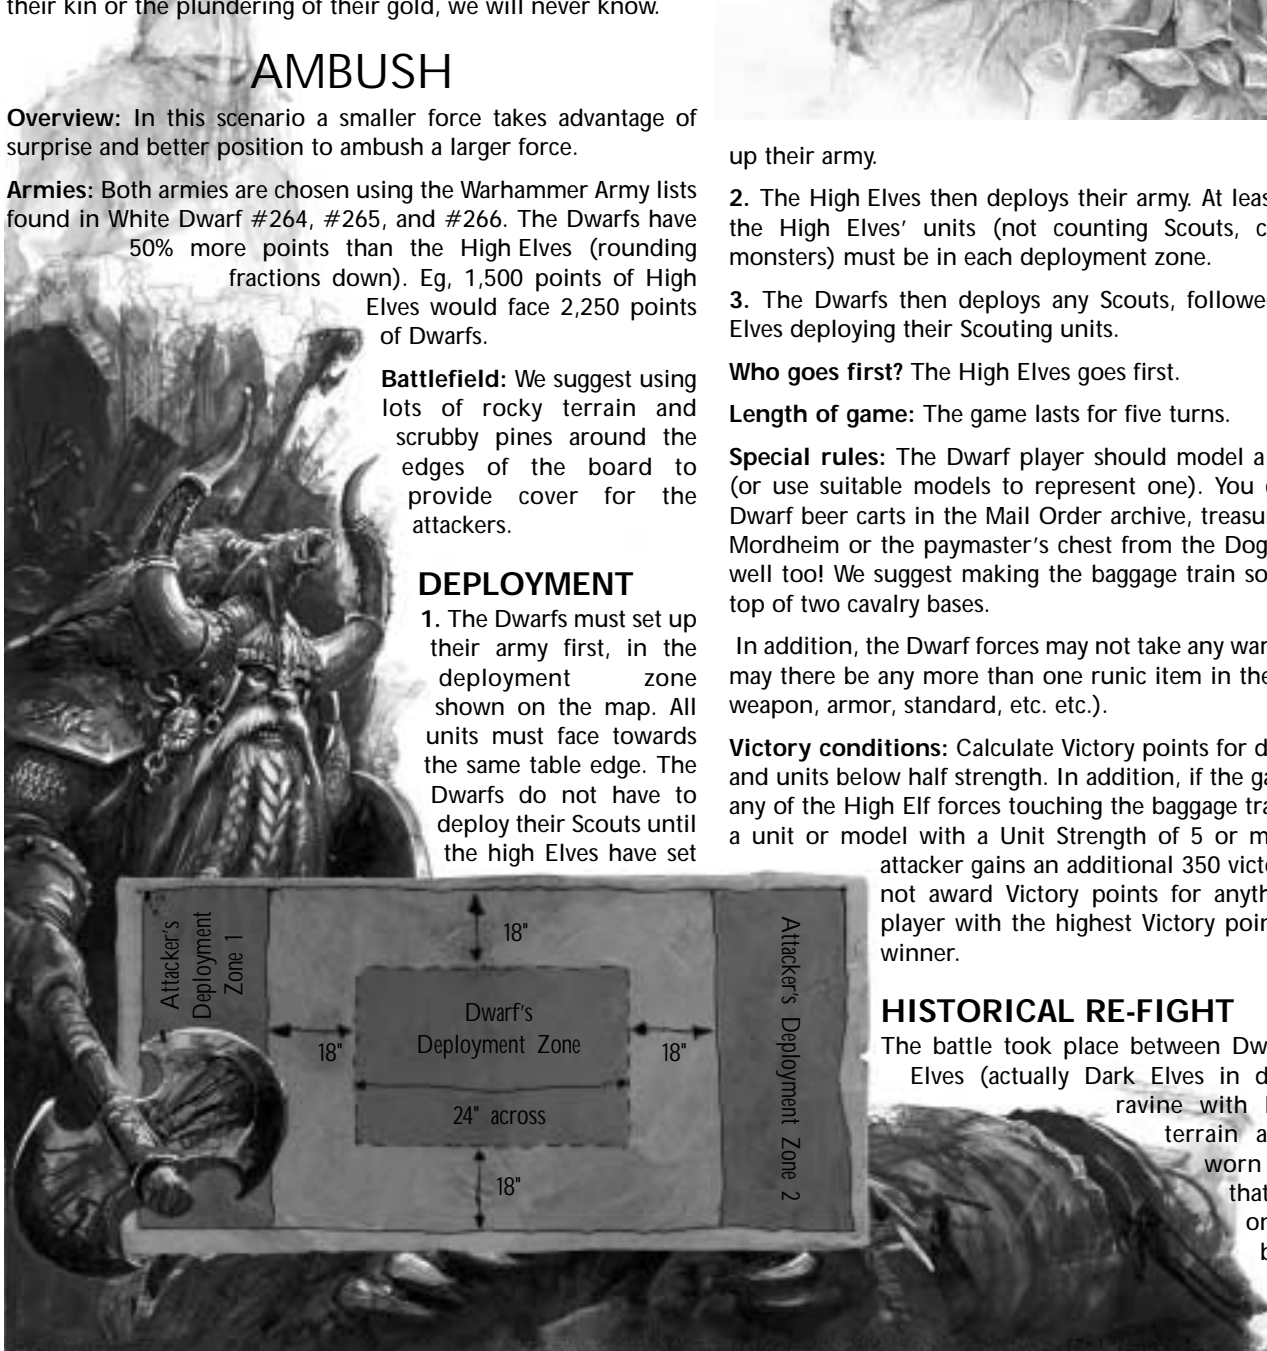 their kin or the plundering of their gold, we will never know.
AMBUSH
Overview: In this scenario a smaller force takes advantage of
surprise and better position to ambush a larger force.
Armies: Both armies are chosen using the Warhammer Army lists
found in White Dwarf #264, #265, and #266. The Dwarfs have
50% more points than the High Elves (rounding
fractions down). Eg, 1,500 points of High
Elves would face 2,250 points
of Dwarfs.
Battlefield: We suggest using
lots of rocky terrain and
scrubby pines around the
edges of the board to
provide cover for the
attackers.
DEPLOYMENT
1. The Dwarfs must set up
their army first, in the
deployment zone
shown on the map. All
units must face towards
the same table edge. The
Dwarfs do not have to
deploy their Scouts until
the high Elves have set
up their army.
2. The High Elves then deploys their army. At leas
the High Elves' units (not counting Scouts, c
monsters) must be in each deployment zone.
3. The Dwarfs then deploys any Scouts, followe
Elves deploying their Scouting units.
Who goes first? The High Elves goes first.
Length of game: The game lasts for five turns.
Special rules: The Dwarf player should model a
(or use suitable models to represent one). You
Dwarf beer carts in the Mail Order archive, treasu
Mordheim or the paymaster's chest from the Dog
well too! We suggest making the baggage train so
top of two cavalry bases.
In addition, the Dwarf forces may not take any war
may there be any more than one runic item in the
weapon, armor, standard, etc. etc.).
Victory conditions: Calculate Victory points for d
and units below half strength. In addition, if the ga
any of the High Elf forces touching the baggage tra
a unit or model with a Unit Strength of 5 or m
attacker gains an additional 350 victo
not award Victory points for anyth
player with the highest Victory poin
winner.
HISTORICAL RE-FIGHT
The battle took place between Dw
Elves (actually Dark Elves in d
ravine with
terrain a
worn
that
or
b
Attacker's
Deployment
Zone 1
18"
Dwarf's
Deployment Zone
18"
18"
24" across
18"
Attacker's Deployment Zone 2